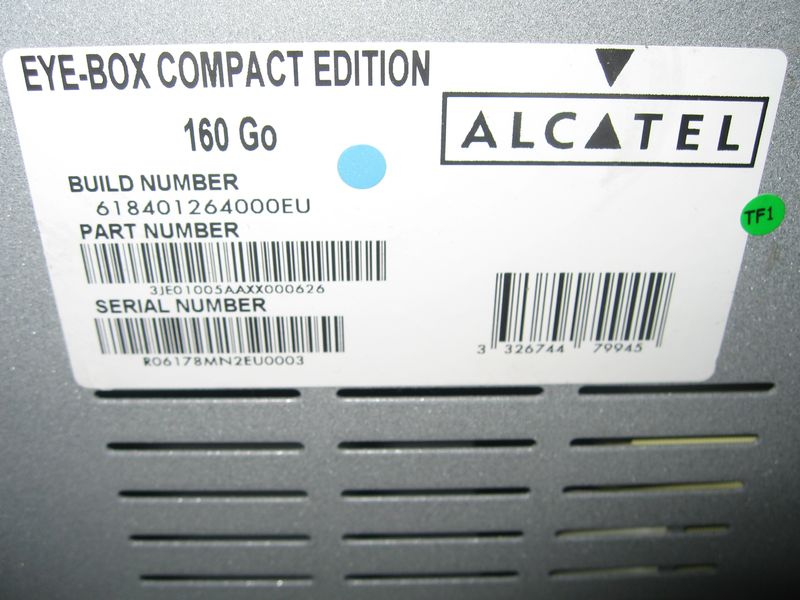 EYE-BOX COMPACT EDITION
160 Go
ALCATEL
BUILD NUMBER
618401264000EU
PART NUMBER
3JE01005AAXX000626
SERIAL NUMBER
R06178MN2EU0003
3 326744 79945
TF1